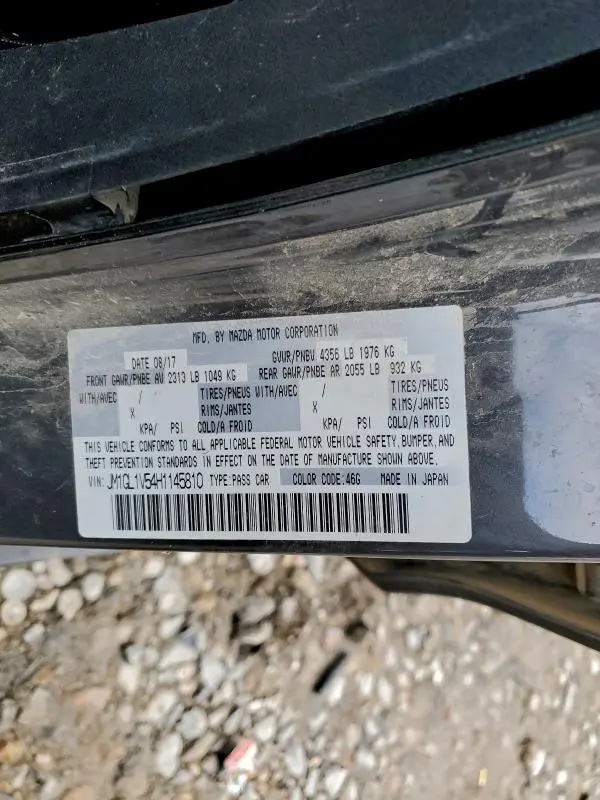 MFD. BY MAZDA MOTOR CORPORATION
DATE 08/17 GVWR/PNBV 4356 LB 1976 KG
FRONT GAWR/PNBE AV 2313 LB 1049 KG REAR GAWR/PNBE AR 2055 LB 932 KG
WITH/AVEC / TIRES/PNEUS WITH/AVEC / TIRES/PNEUS
X RIMS/JANTES X RIMS/JANTES
KPA/ PSI COLD/A FROID KPA/ PSI COLD/A FROID
THIS VEHICLE CONFORMS TO ALL APPLICABLE FEDERAL MOTOR VEHICLE SAFETY, BUMPER, AND
THEFT PREVENTION STANDARDS IN EFFECT ON THE DATE OF MANUFACTURE SHOWN ABOVE.
VIN: JM1GL1V54H1145810 TYPE: PASS CAR COLOR CODE: 46G MADE IN JAPAN